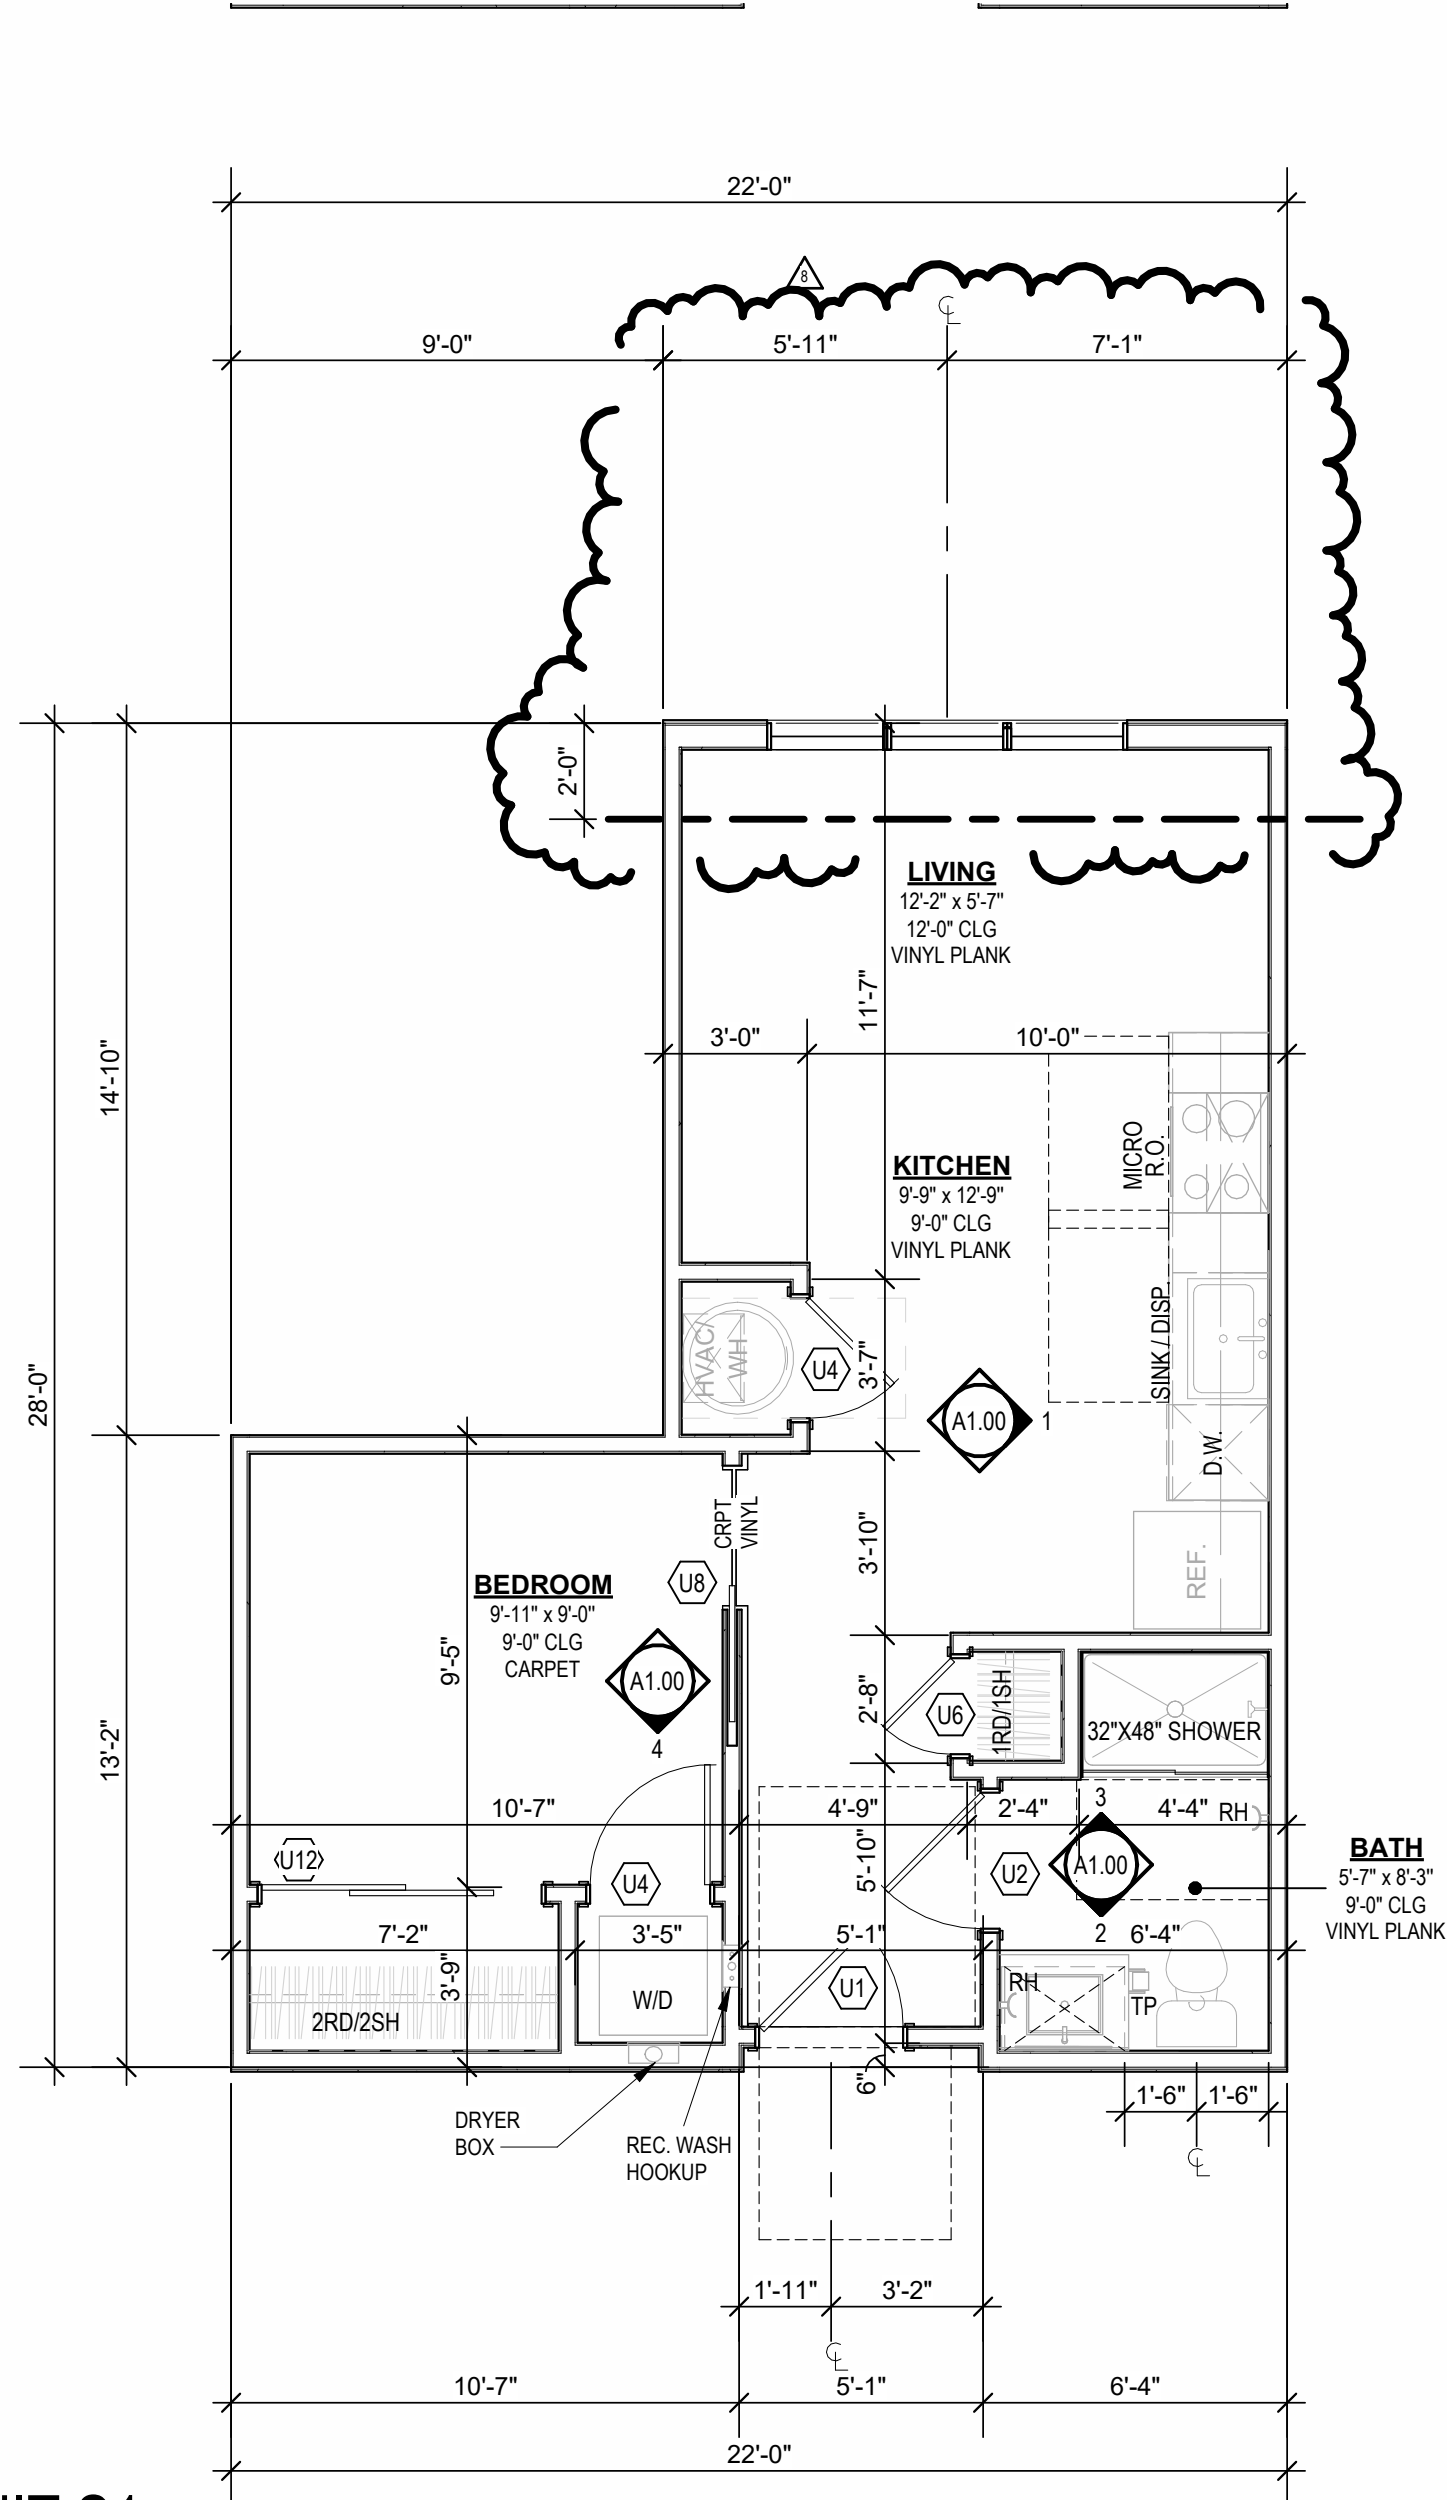 22'-0"
8
9'-0"
5'-11"
7'-1"
2'-0"
LIVING
12'-2" x 5'-7"
12'-0" CLG
VINYL PLANK
11'-7"
3'-0"
10'-0"
14'-10"
MICRO
R.O.
KITCHEN
9'-9" x 12'-9"
9'-0" CLG
VINYL PLANK
SINK / DISP.
HVAC/
WH
U4
3'-7"
28'-0"
A1.00
1
D.W.
CRPT
VINYL
3'-10"
REF.
U8
BEDROOM
9'-11" x 9'-0"
9'-0" CLG
CARPET
9'-5"
A1.00
4
2'-8"
U6
1RD/1SH
32"X48" SHOWER
13'-2"
10'-7"
4'-9"
2'-4"
3
4'-4"
RH
5'-10"
U12
U4
U2
A1.00
2
BATH
5'-7" x 8'-3"
9'-0" CLG
VINYL PLANK
7'-2"
3'-5"
5'-1"
6'-4"
3'-9"
W/D
U1
RH
TP
2RD/2SH
6"
1'-6"
1'-6"
DRYER
BOX
REC. WASH
HOOKUP
1'-11"
3'-2"
10'-7"
5'-1"
6'-4"
22'-0"